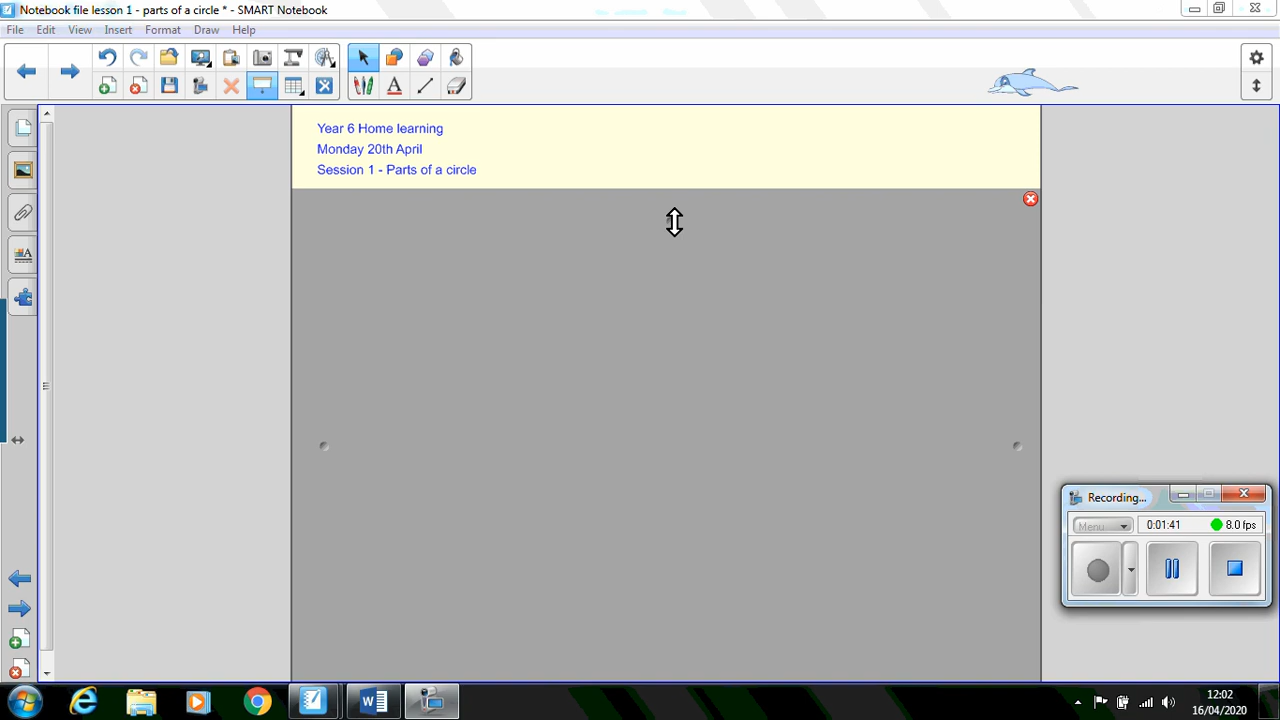 Notebook file lesson 1 - parts of a circle * - SMART Notebook
File Edit View Insert Format Draw Help
Year 6 Home learning
Monday 20th April
Session 1 - Parts of a circle
Recording...
Menu 0:01:41 8.0 fps
12:02
16/04/2020